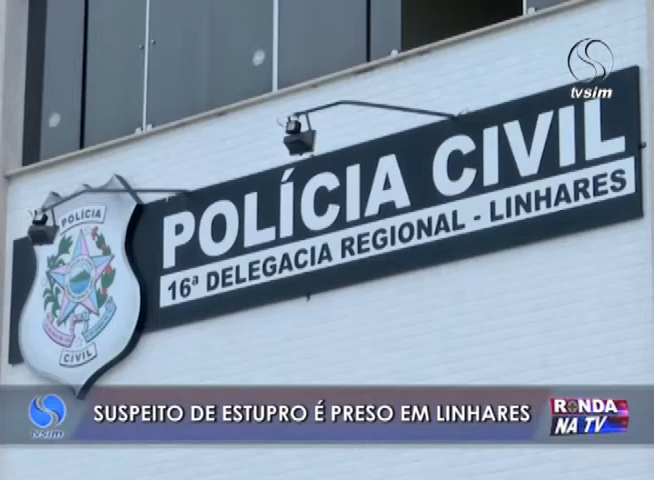 tvsim
POLÍCIA CIVIL
16ª DELEGACIA REGIONAL - LINHARES
POLÍCIA
CIVIL
SUSPEITO DE ESTUPRO É PRESO EM LINHARES
tvsim
RONDA
NA TV